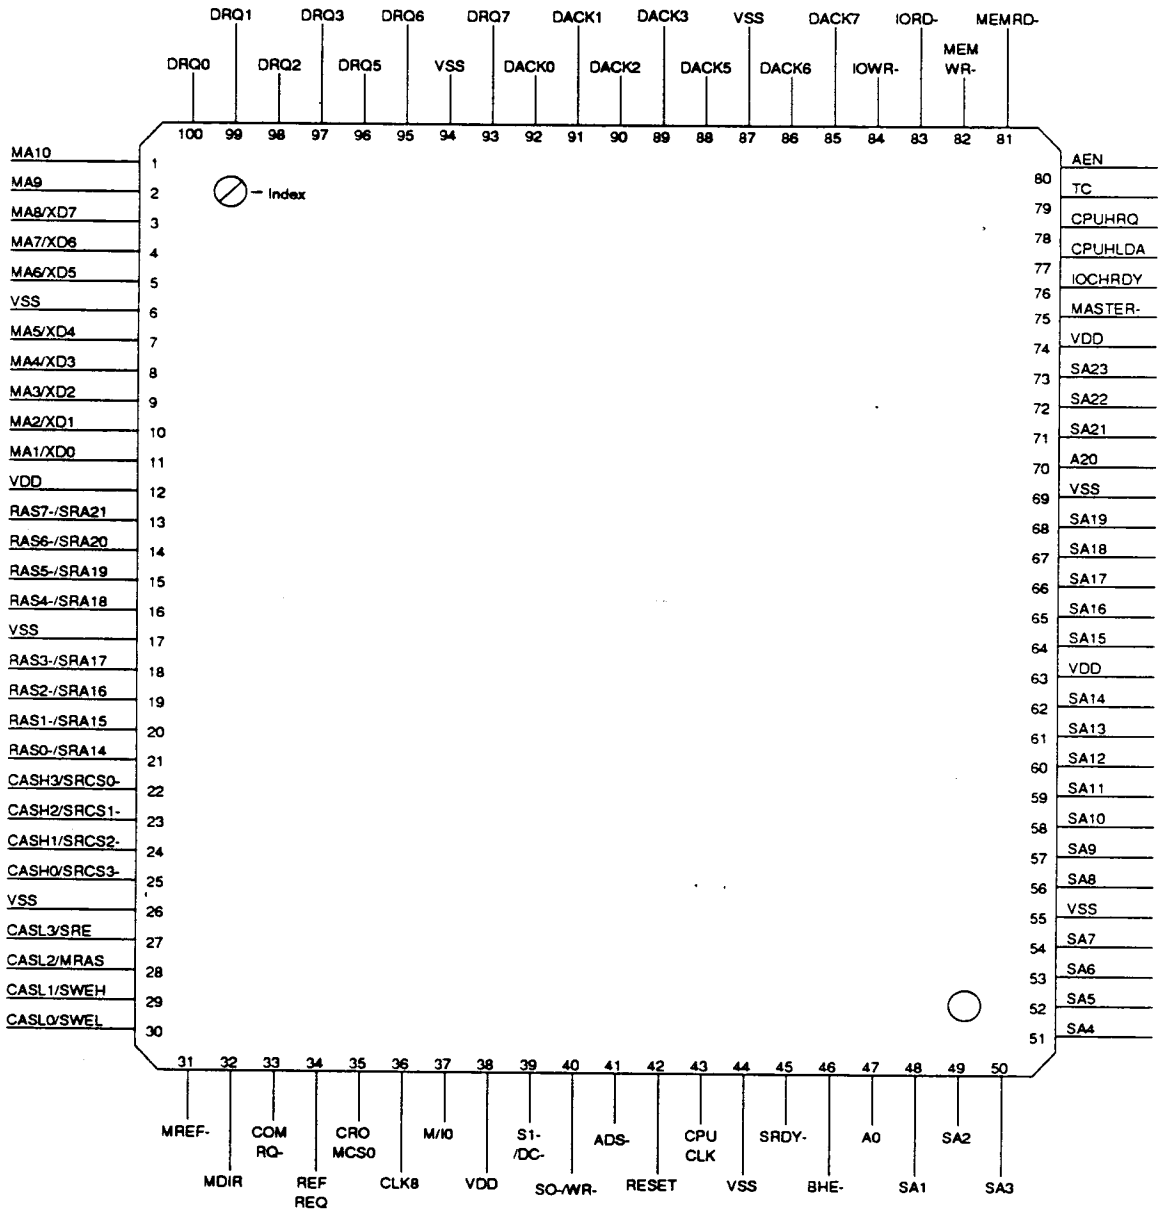 DRQ1 DRQ3 DRQ6 DRQ7 DACK1 DACK3 VSS DACK7 IORD- MEMRD-
DRQ0 DRQ2 DRQ5 VSS DACK0 DACK2 DACK5 DACK6 IOWR- MEM
WR-
100 99 98 97 96 95 94 93 92 91 90 89 88 87 86 85 84 83 82 81
MA10 1
MA9 2
MA8/XD7 3
MA7/XD6 4
MA6/XD5 5
VSS 6
MA5/XD4 7
MA4/XD3 8
MA3/XD2 9
MA2/XD1 10
MA1/XD0 11
VDD 12
RAS7-/SRA21 13
RAS6-/SRA20 14
RAS5-/SRA19 15
RAS4-/SRA18 16
VSS 17
RAS3-/SRA17 18
RAS2-/SRA16 19
RAS1-/SRA15 20
RAS0-/SRA14 21
CASH3/SRCS0- 22
CASH2/SRCS1- 23
CASH1/SRCS2- 24
CASH0/SRCS3- 25
VSS 26
CASL3/SRE 27
CASL2/MRAS 28
CASL1/SWEH 29
CASL0/SWEL 30
Index
80 AEN
79 TC
78 CPUHRQ
77 CPUHLDA
76 IOCHRDY
75 MASTER-
74 VDD
73 SA23
72 SA22
71 SA21
70 A20
69 VSS
68 SA19
67 SA18
66 SA17
65 SA16
64 SA15
63 VDD
62 SA14
61 SA13
60 SA12
59 SA11
58 SA10
57 SA9
56 SA8
55 VSS
54 SA7
53 SA6
52 SA5
51 SA4
31 32 33 34 35 36 37 38 39 40 41 42 43 44 45 46 47 48 49 50
MREF- COM
RQ- CRO
MCS0 M/I0 S1-
/DC- ADS- CPU
CLK SRDY- A0 SA2
MDIR REF
REQ CLK8 VDD SO-/WR- RESET VSS BHE- SA1 SA3